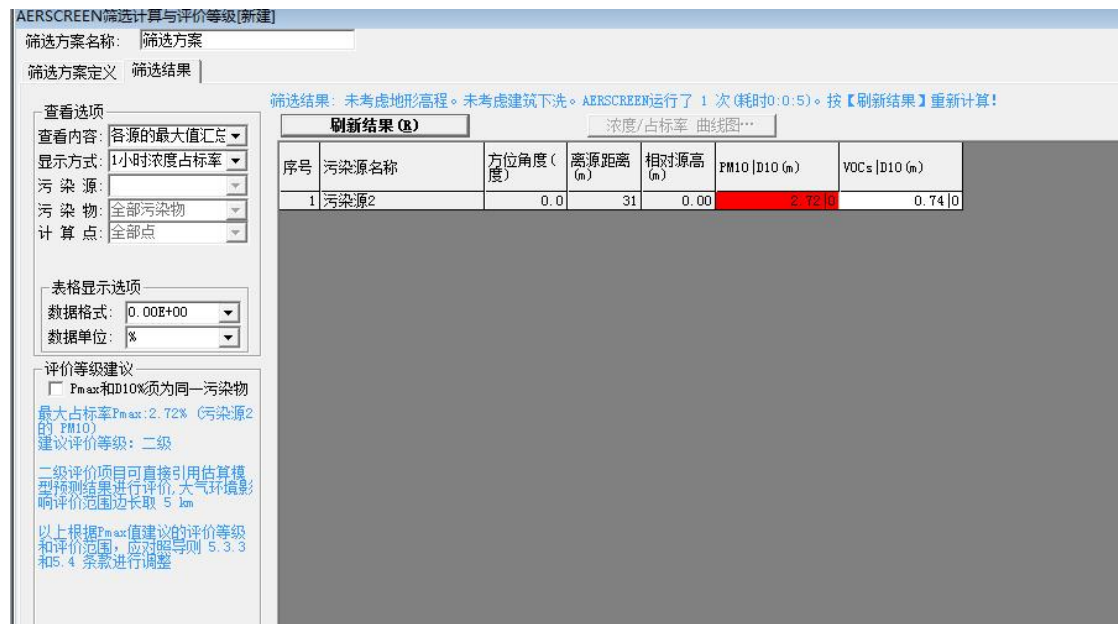 AERSCREEN筛选计算与评价等级[新建]
筛选方案名称: 筛选方案
筛选方案定义 筛选结果
筛选结果: 未考虑地形高程。未考虑建筑下洗。AERSCREEN运行了 1 次(耗时0:0:5)。按【刷新结果】重新计算!
查看选项
查看内容: 各源的最大值汇总
显示方式: 1小时浓度占标率
污 染 源:
污 染 物: 全部污染物
计 算 点: 全部点
刷新结果(R) 浓度/占标率 曲线图…
序号 污染源名称 方位角度(度) 离源距离(m) 相对源高(m) PM10|D10(m) VOCs|D10(m)
1 污染源2 0.0 31 0.00 2.72|0 0.74|0
表格显示选项
数据格式: 0.00E+00
数据单位: %
评价等级建议
Pmax和D10%须为同一污染物
最大占标率Pmax:2.72% (污染源2
的 PM10)
建议评价等级: 二级
二级评价项目可直接引用估算模
型预测结果进行评价,大气环境影
响评价范围边长取 5 km
以上根据Pmax值建议的评价等级
和评价范围, 应对照导则 5.3.3
和5.4 条款进行调整